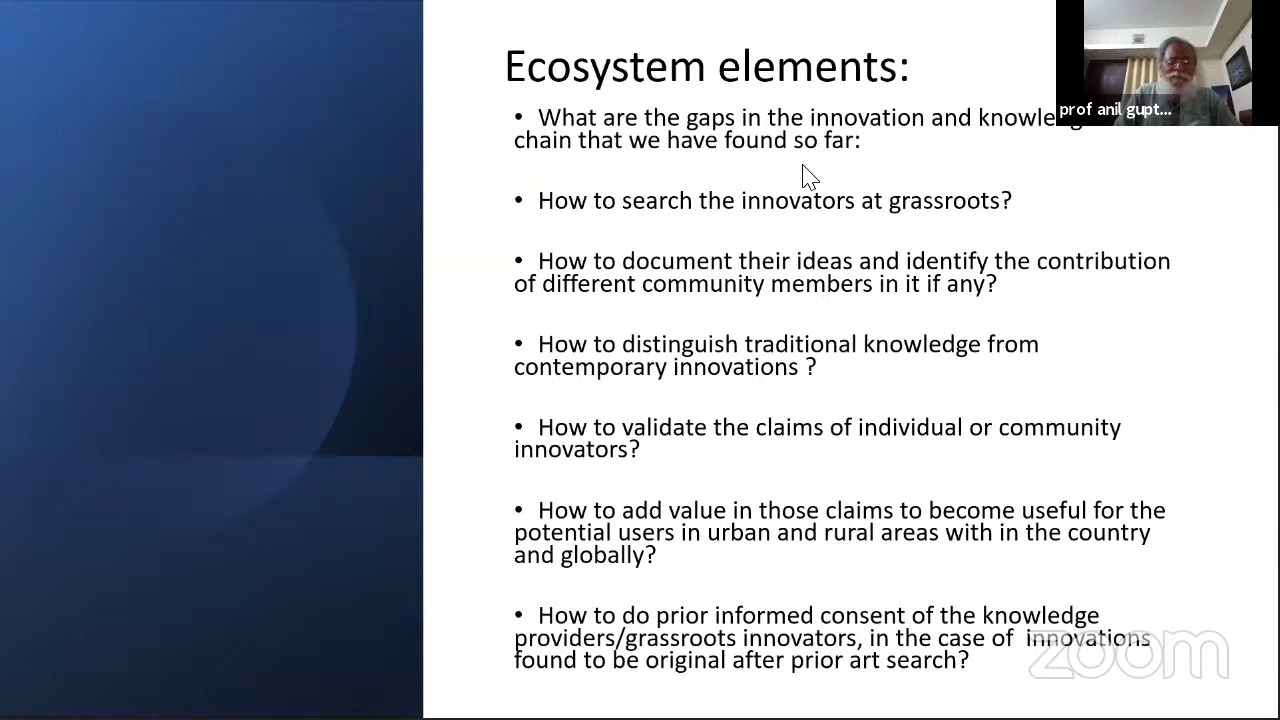 Ecosystem elements:
• What are the gaps in the innovation and
chain that we have found so far:
• How to search the innovators at grassroots?
• How to document their ideas and identify the contribution
of different community members in it if any?
• How to distinguish traditional knowledge from
contemporary innovations ?
• How to validate the claims of individual or community
innovators?
• How to add value in those claims to become useful for the
potential users in urban and rural areas with in the country
and globally?
• How to do prior informed consent of the knowledge
providers/grassroots innovators, in the case of innovations
found to be original after prior art search?
prof anil gupt...
zoom